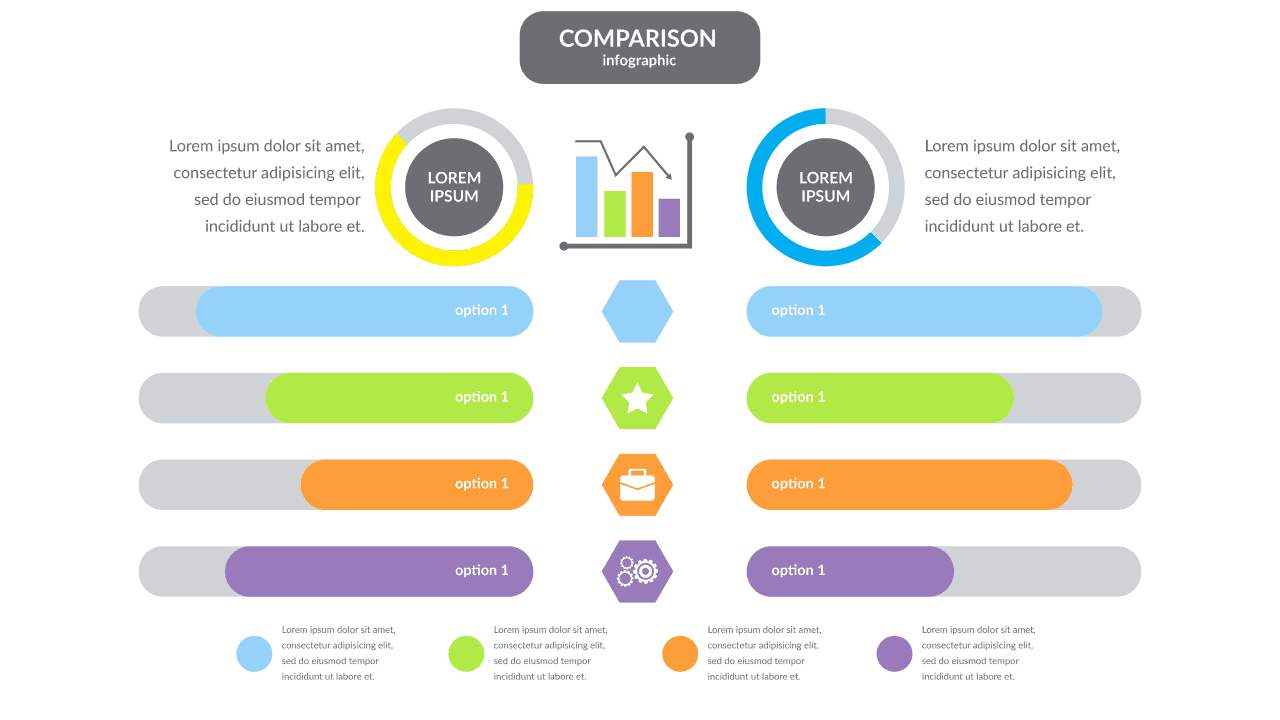 COMPARISON
infographic
Lorem ipsum dolor sit amet,
consectetur adipisicing elit,
sed do eiusmod tempor
incididunt ut labore et.
LOREM
IPSUM
LOREM
IPSUM
Lorem ipsum dolor sit amet,
consectetur adipisicing elit,
sed do eiusmod tempor
incididunt ut labore et.
option 1
option 1
option 1
option 1
option 1
option 1
option 1
option 1
Lorem ipsum dolor sit amet,
consectetur adipisicing elit,
sed do eiusmod tempor
incididunt ut labore et.
Lorem ipsum dolor sit amet,
consectetur adipisicing elit,
sed do eiusmod tempor
incididunt ut labore et.
Lorem ipsum dolor sit amet,
consectetur adipisicing elit,
sed do eiusmod tempor
incididunt ut labore et.
Lorem ipsum dolor sit amet,
consectetur adipisicing elit,
sed do eiusmod tempor
incididunt ut labore et.